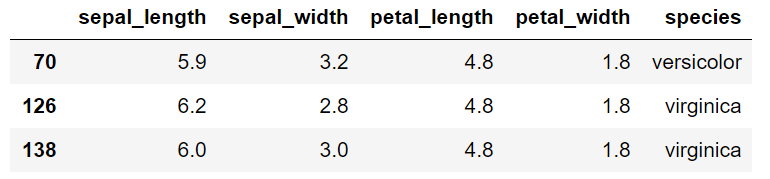 sepal_length sepal_width petal_length petal_width species
70 5.9 3.2 4.8 1.8 versicolor
126 6.2 2.8 4.8 1.8 virginica
138 6.0 3.0 4.8 1.8 virginica